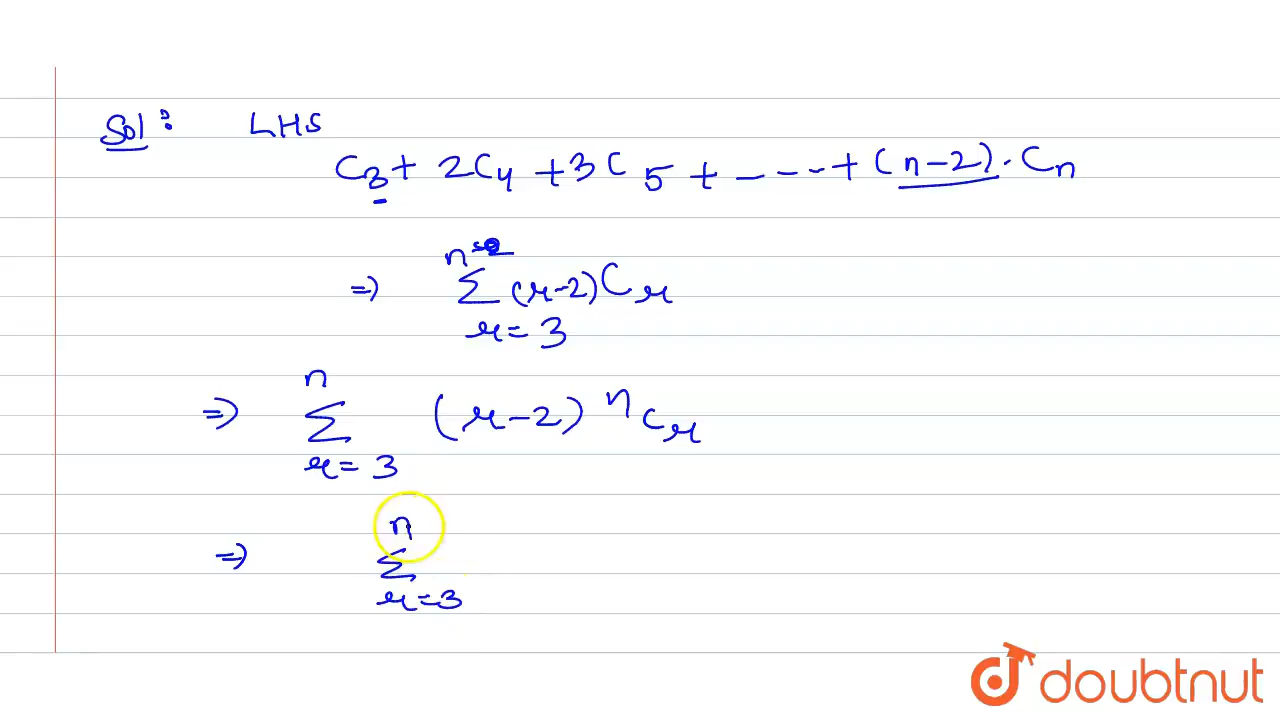 Sol: LHS
C₃ + 2C₄ + 3C₅ + ---- + (n-2)·Cₙ
⇒ n Σ r=3 (r-2)Cᵣ
⇒ n Σ r=3 (r-2) ⁿCᵣ
⇒ n Σ r=3
doubtnut